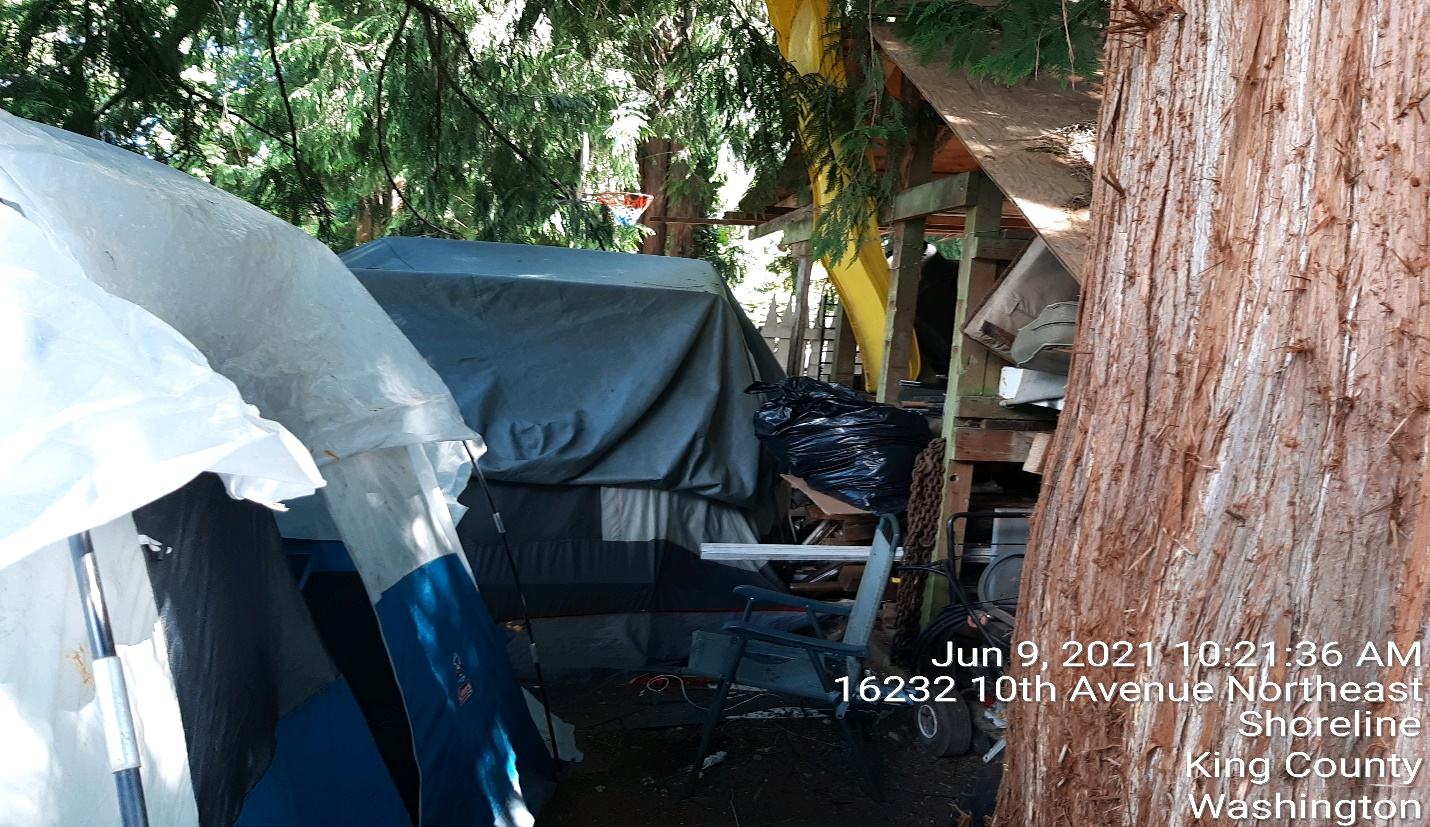 Jun 9, 2021 10:21:36 AM
16232 10th Avenue Northeast
Shoreline
King County
Washington